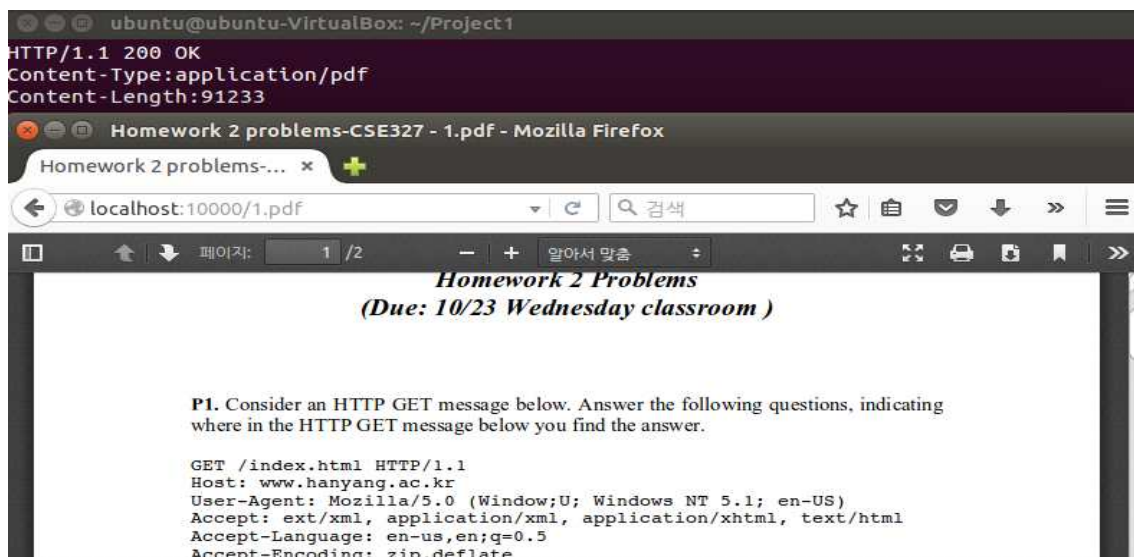 ubuntu@ubuntu-VirtualBox: ~/Project1
HTTP/1.1 200 OK
Content-Type:application/pdf
Content-Length:91233
Homework 2 problems-CSE327 - 1.pdf - Mozilla Firefox
Homework 2 problems-... ×
localhost:10000/1.pdf
검색
페이지: 1 /2
알아서 맞춤
Homework 2 Problems
(Due: 10/23 Wednesday classroom )
P1. Consider an HTTP GET message below. Answer the following questions, indicating
where in the HTTP GET message below you find the answer.
GET /index.html HTTP/1.1
Host: www.hanyang.ac.kr
User-Agent: Mozilla/5.0 (Window;U; Windows NT 5.1; en-US)
Accept: ext/xml, application/xml, application/xhtml, text/html
Accept-Language: en-us,en;q=0.5
Accept-Encoding: zip,deflate